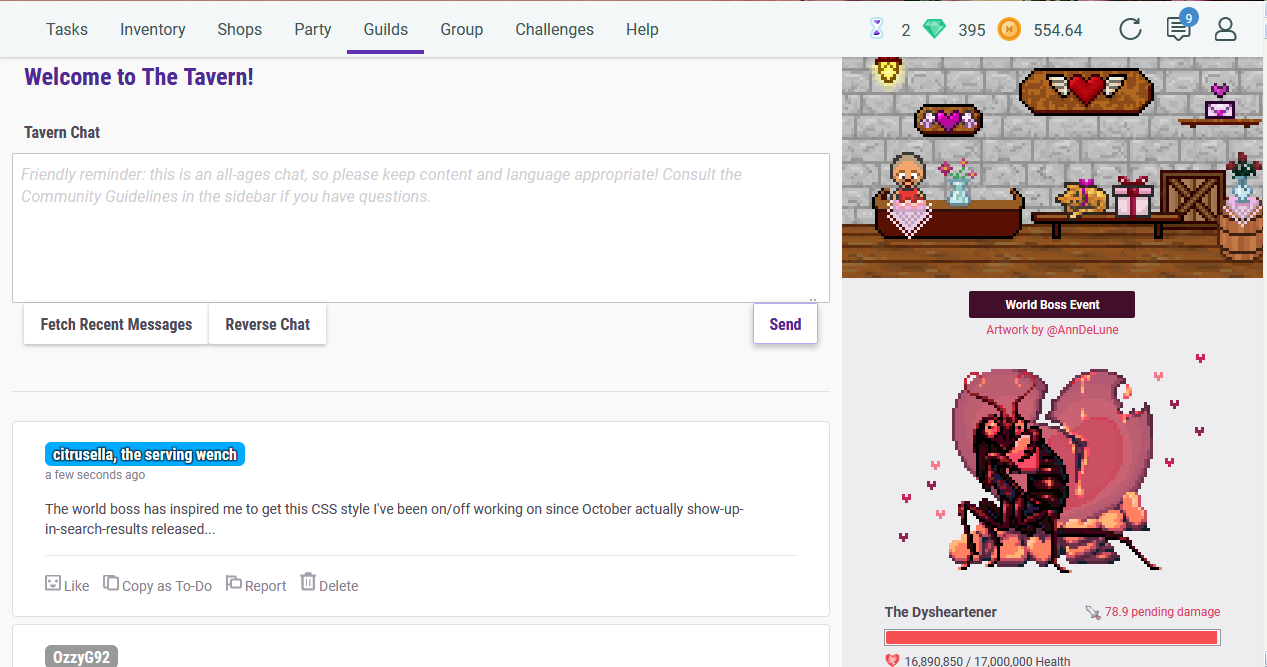 Tasks Inventory Shops Party Guilds Group Challenges Help 2 395 554.64 9
Welcome to The Tavern!
Tavern Chat
Friendly reminder: this is an all-ages chat, so please keep content and language appropriate! Consult the
Community Guidelines in the sidebar if you have questions.
Fetch Recent Messages Reverse Chat Send
citrusella, the serving wench
a few seconds ago
The world boss has inspired me to get this CSS style I've been on/off working on since October actually show-up-
in-search-results released...
Like Copy as To-Do Report Delete
OzzyG92
World Boss Event
Artwork by @AnnDeLune
The Dysheartener 78.9 pending damage
16,890,850 / 17,000,000 Health